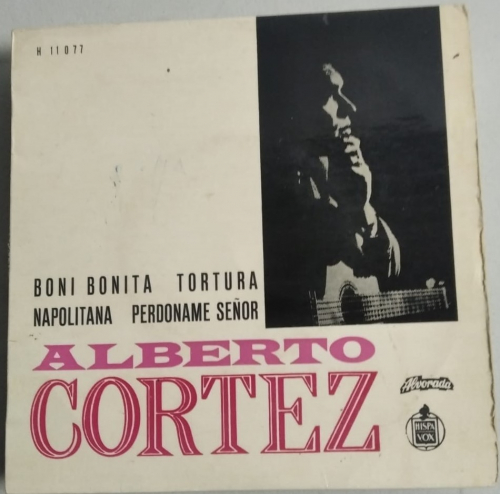 H 11077
BONI BONITA TORTURA
NAPOLITANA PERDONAME SEÑOR
ALBERTO
CORTEZ
Alvorada
HISPA
VOX